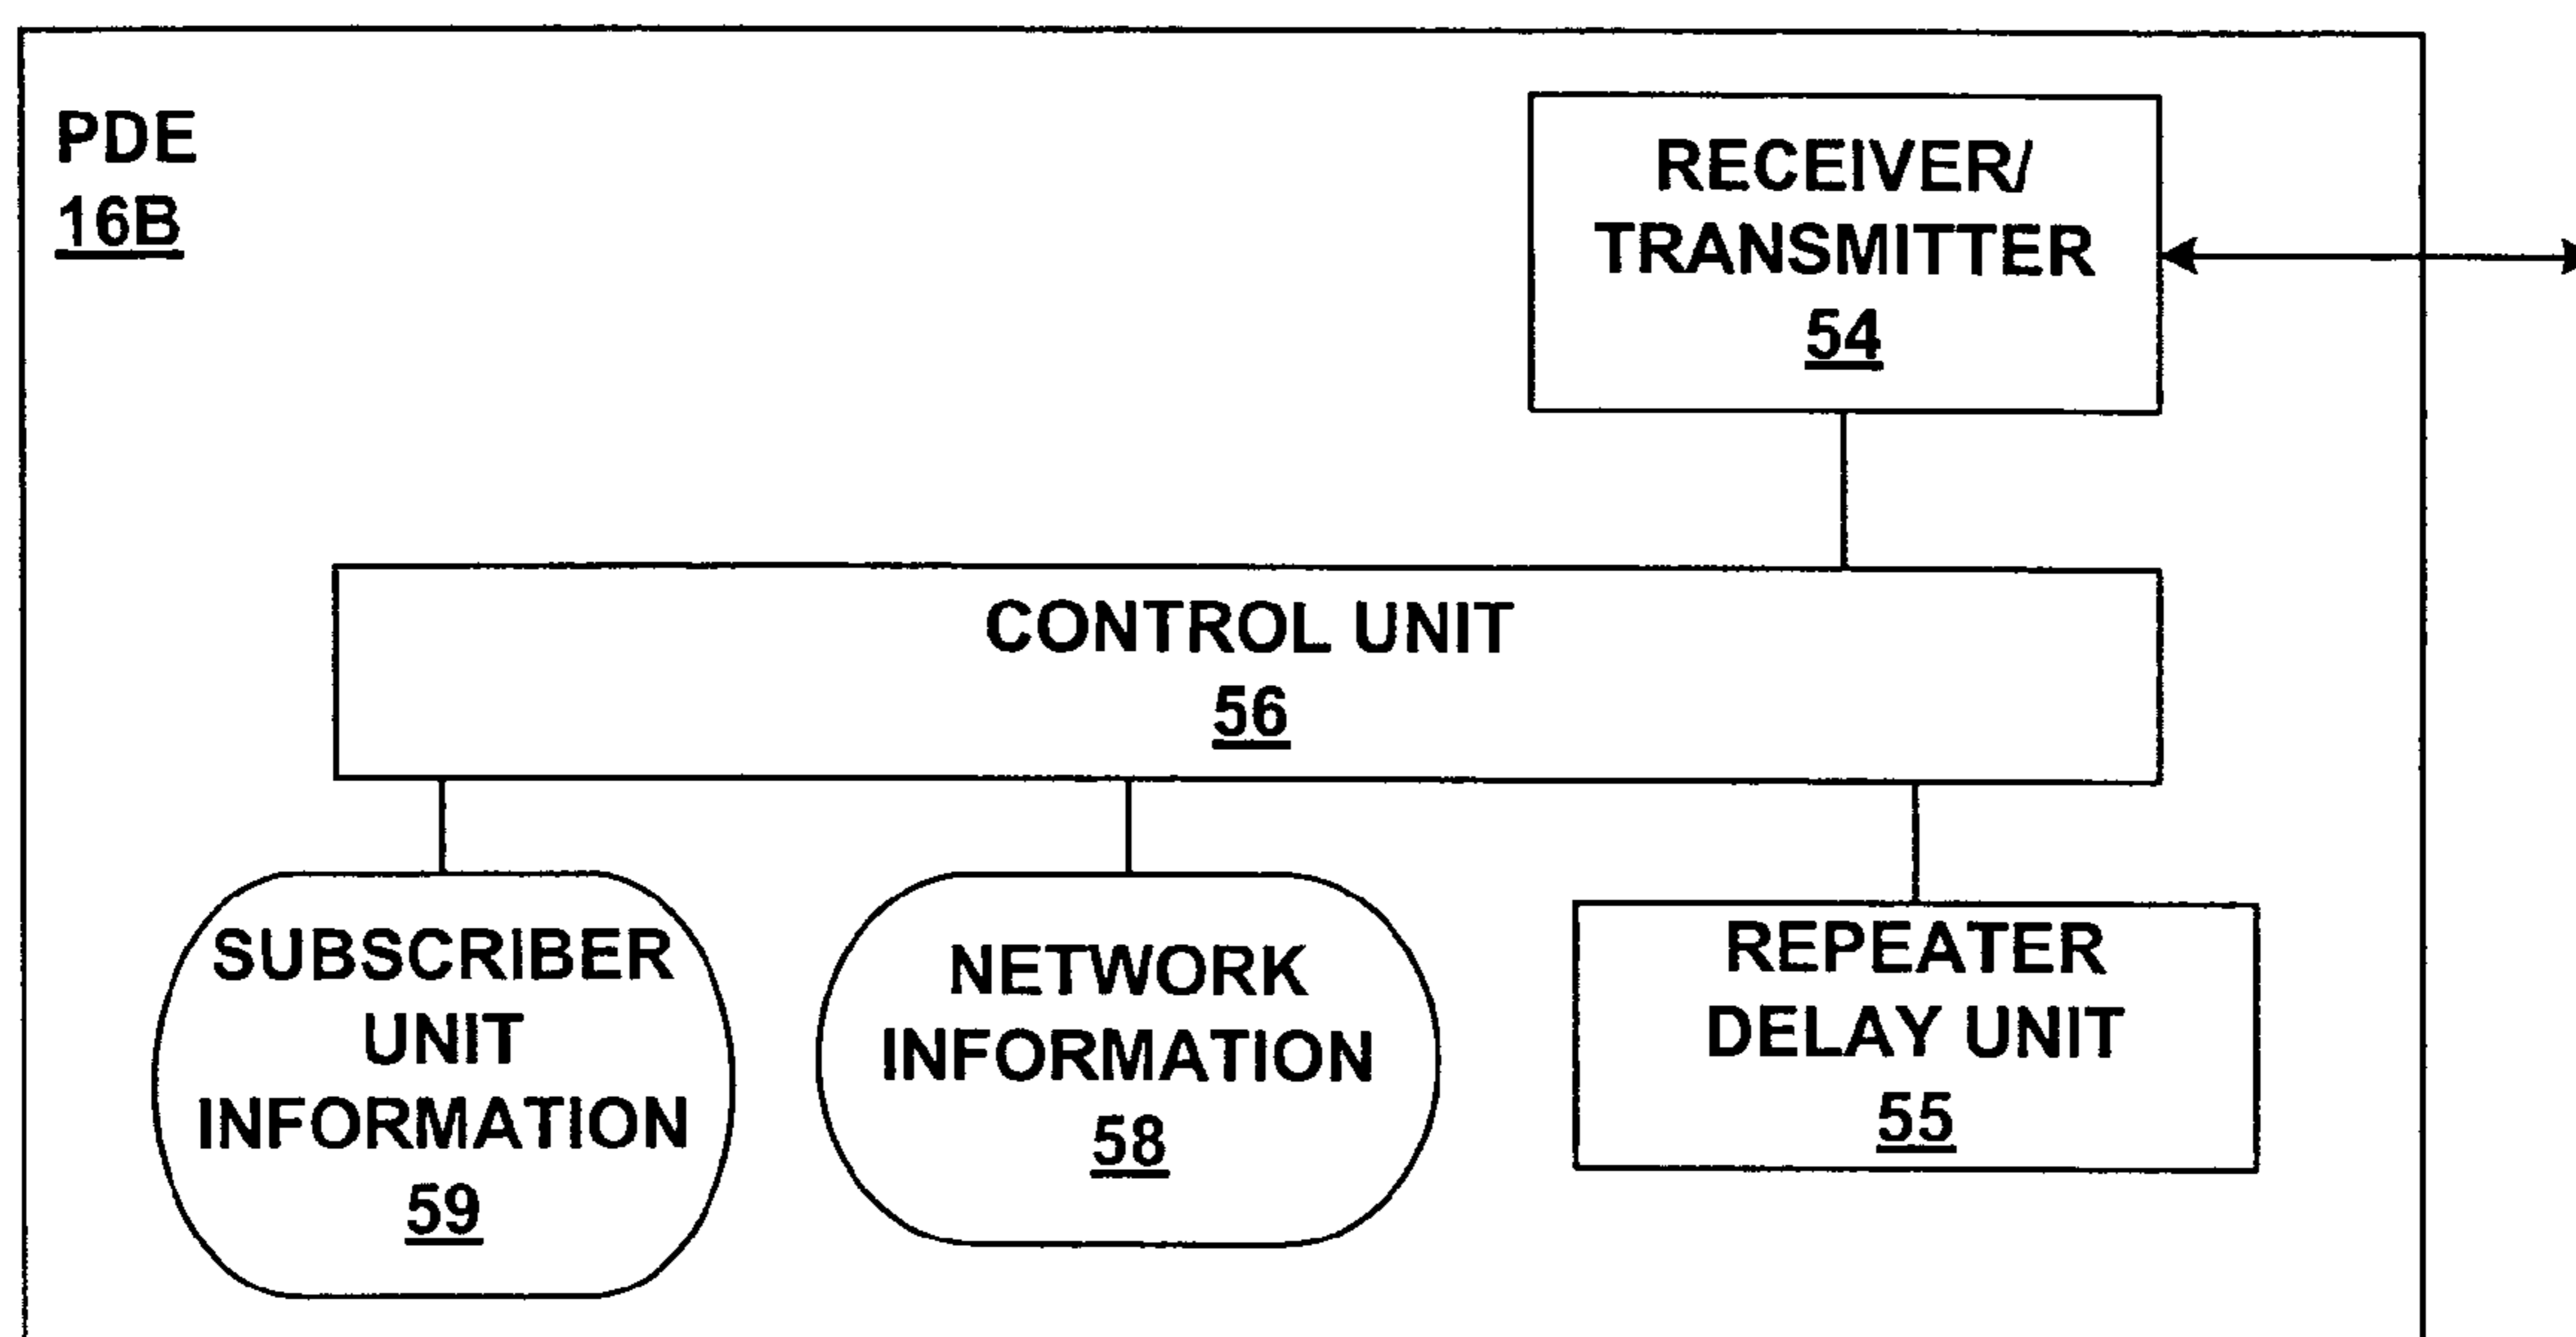 PDE
16B
RECEIVER/
TRANSMITTER
54
CONTROL UNIT
56
SUBSCRIBER
UNIT
INFORMATION
59
NETWORK
INFORMATION
58
REPEATER
DELAY UNIT
55